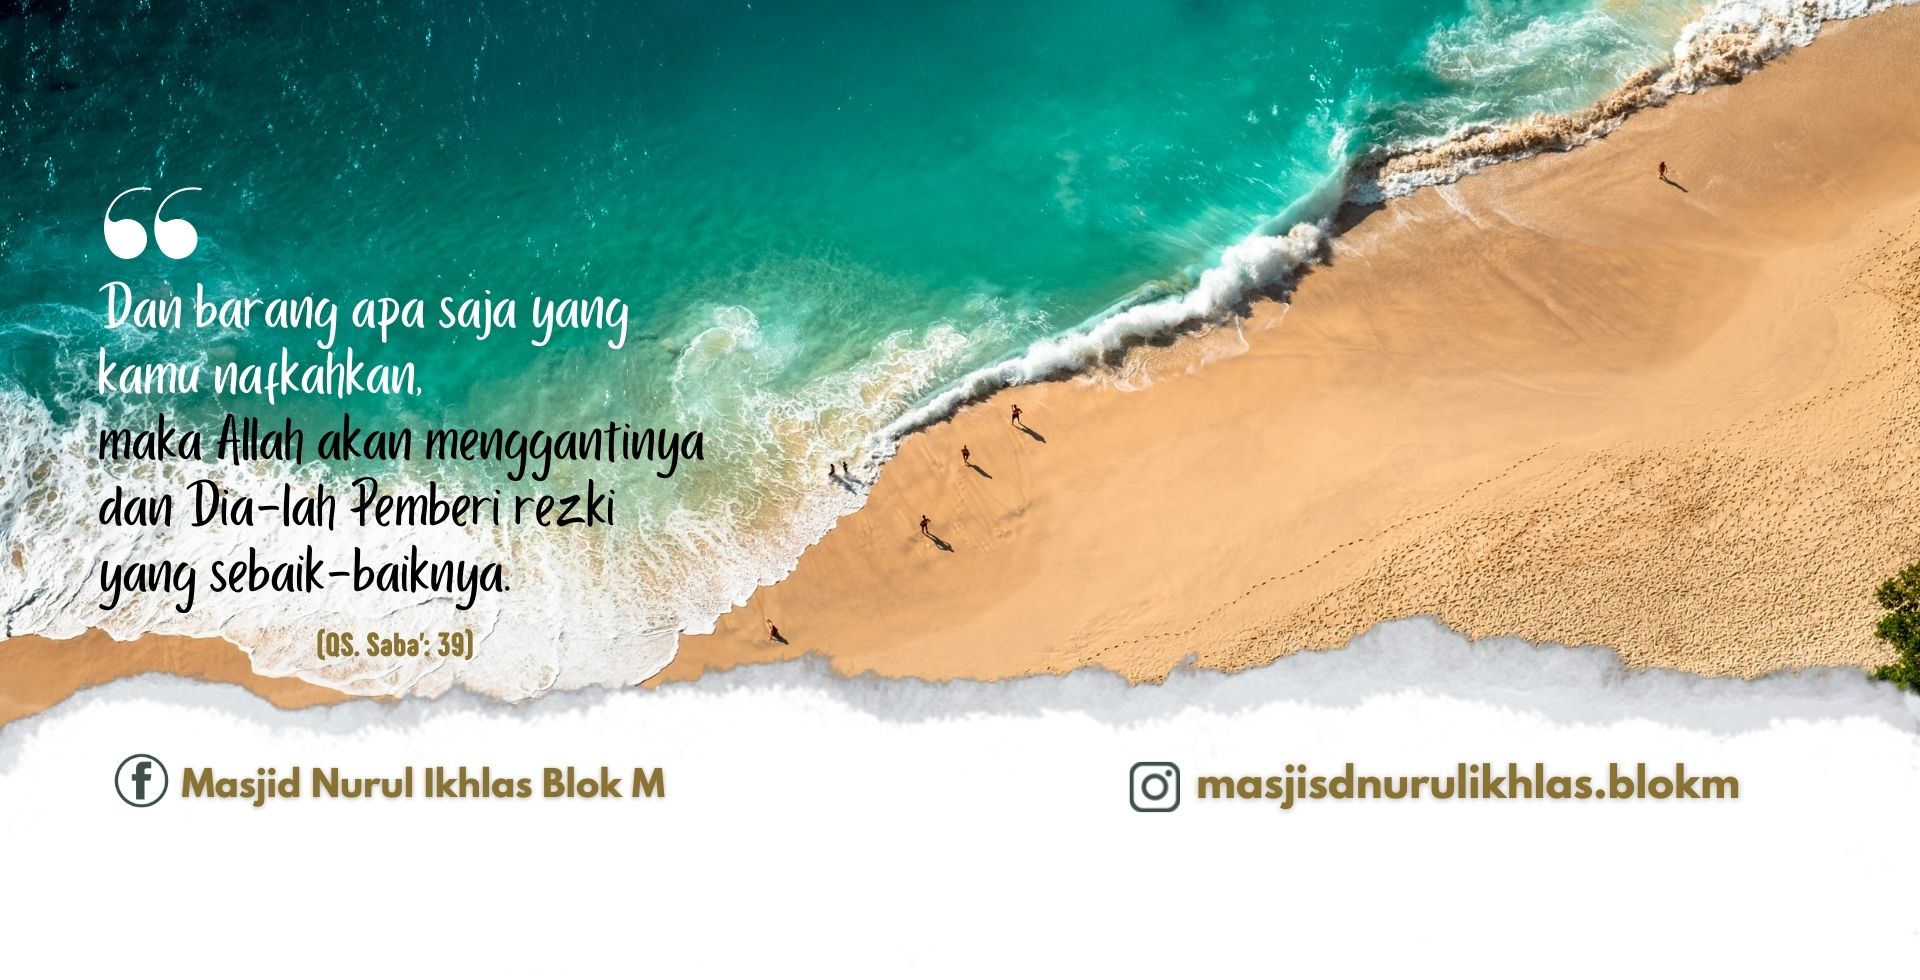 Dan barang apa saja yang
kamu nafkahkan,
maka Allah akan menggantinya
dan Dia-lah Pemberi rezki
yang sebaik-baiknya.
(QS. Saba': 39)
Masjid Nurul Ikhlas Blok M
masjisdnurulikhlas.blokm